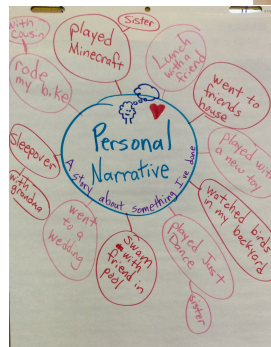 Personal
Narrative
A story about something I've done
Sister
played
Minecraft
Lunch
with a
friend
went to
friends
house
played with
a new toy
Watched birds
in my
backyard
played Just
Dance
sister
Swam
with
friend in
pool
went
to a
wedding
Sleepover
with grandma
rode
my bike
with
cousin